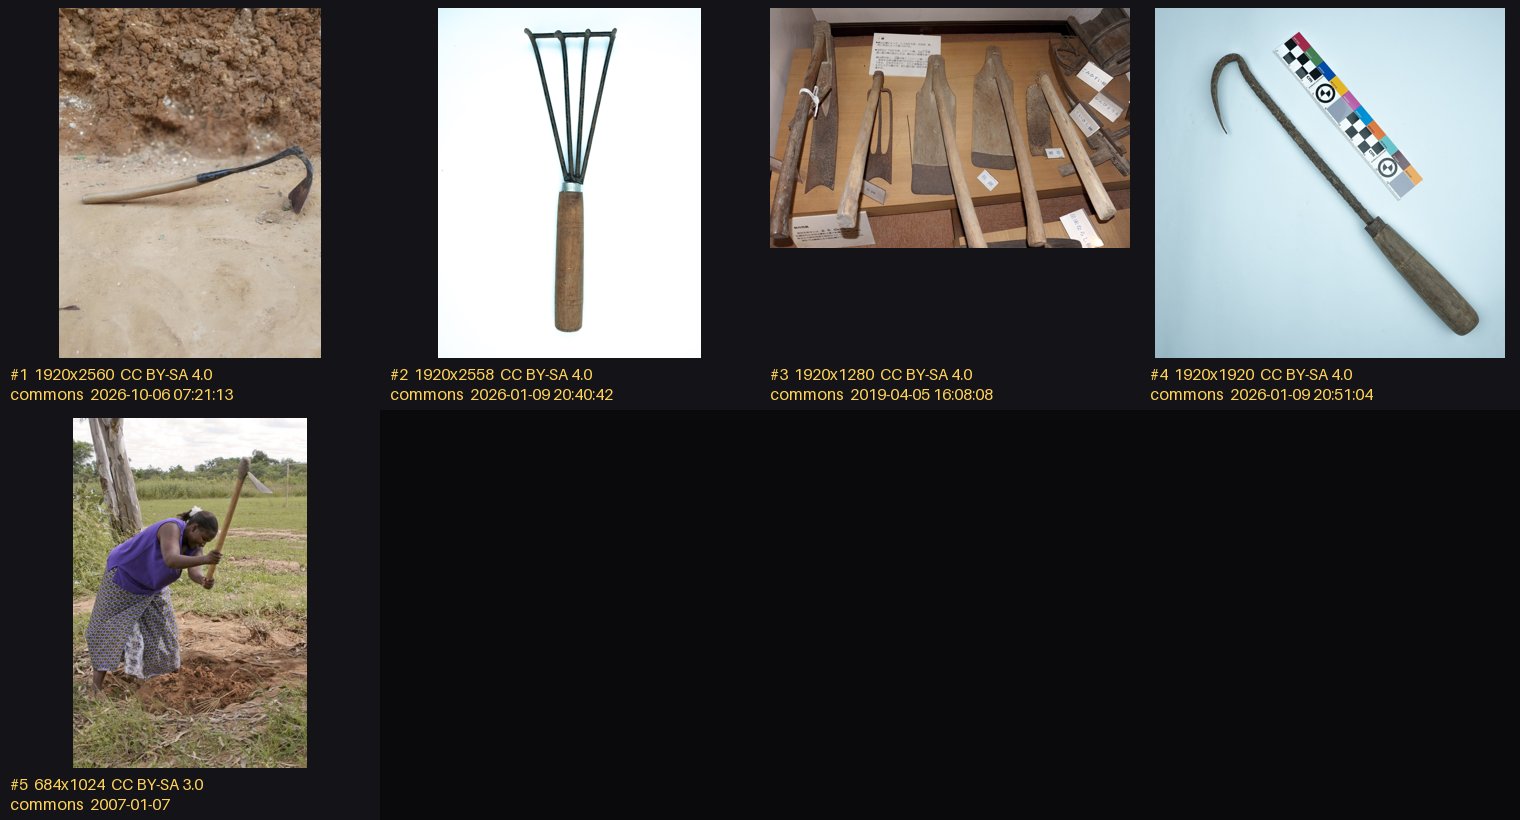 #1 1920x2560 CC BY-SA 4.0
commons 2026-10-06 07:21:13
#2 1920x2558 CC BY-SA 4.0
commons 2026-01-09 20:40:42
#3 1920x1280 CC BY-SA 4.0
commons 2019-04-05 16:08:08
#4 1920x1920 CC BY-SA 4.0
commons 2026-01-09 20:51:04
#5 684x1024 CC BY-SA 3.0
commons 2007-01-07